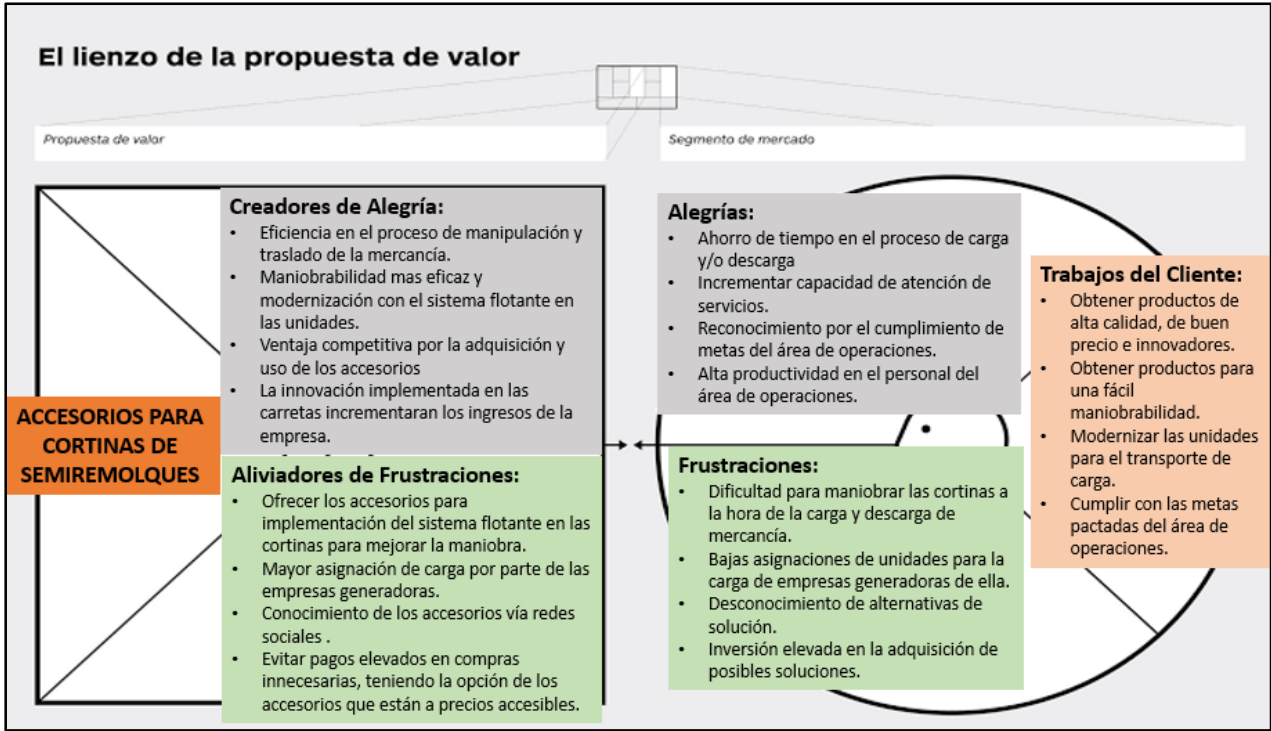 El lienzo de la propuesta de valor
Propuesta de valor
Creadores de Alegría:
• Eficiencia en el proceso de manipulación y
traslado de la mercancía.
• Maniobrabilidad mas eficaz y
modernización con el sistema flotante en
las unidades.
• Ventaja competitiva por la adquisición y
uso de los accesorios
• La innovación implementada en las
carretas incrementaran los ingresos de la
empresa.
ACCESORIOS PARA
CORTINAS DE
SEMIREMOLQUES
Aliviadores de Frustraciones:
• Ofrecer los accesorios para
implementación del sistema flotante en las
cortinas para mejorar la maniobra.
• Mayor asignación de carga por parte de las
empresas generadoras.
• Conocimiento de los accesorios vía redes
sociales .
• Evitar pagos elevados en compras
innecesarias, teniendo la opción de los
accesorios que están a precios accesibles.
Segmento de mercado
Alegrías:
• Ahorro de tiempo en el proceso de carga
y/o descarga
• Incrementar capacidad de atención de
servicios.
• Reconocimiento por el cumplimiento de
metas del área de operaciones.
• Alta productividad en el personal del
área de operaciones.
Frustraciones:
• Dificultad para maniobrar las cortinas a
la hora de la carga y descarga de
mercancía.
• Bajas asignaciones de unidades para la
carga de empresas generadoras de ella.
• Desconocimiento de alternativas de
solución.
• Inversión elevada en la adquisición de
posibles soluciones.
Trabajos del Cliente:
• Obtener productos de
alta calidad, de buen
precio e innovadores.
• Obtener productos para
una fácil
maniobrabilidad.
• Modernizar las unidades
para el transporte de
carga.
• Cumplir con las metas
pactadas del área de
operaciones.